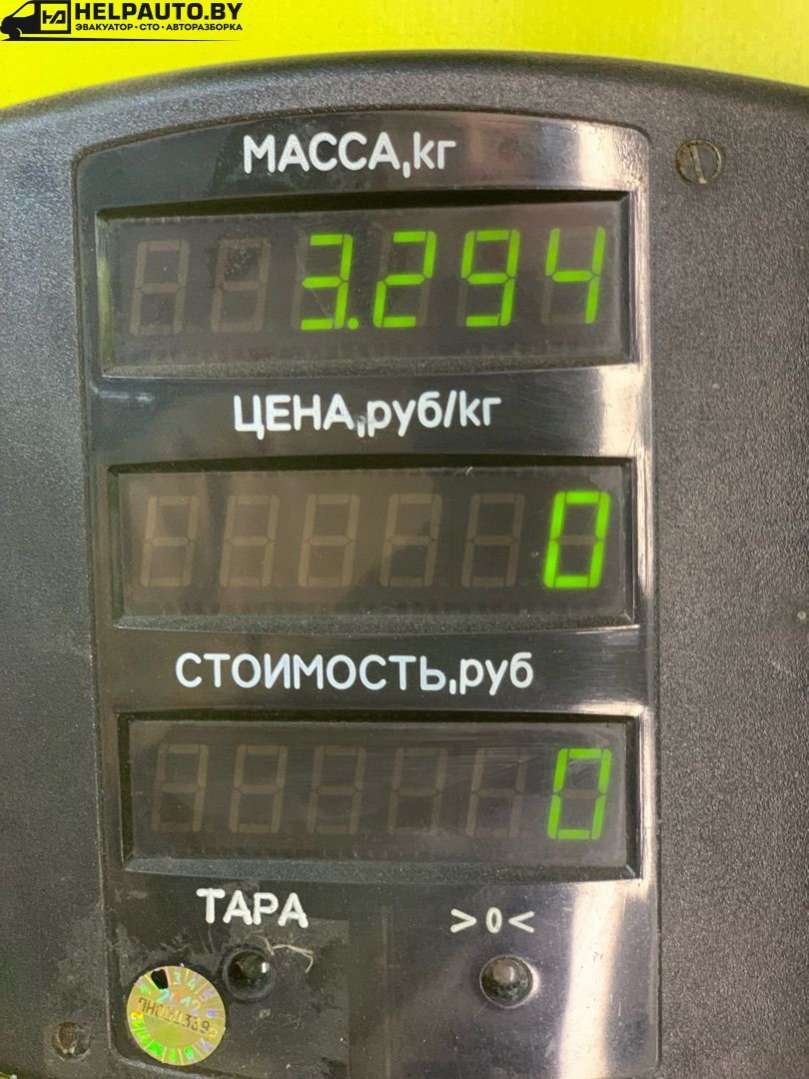 HELPAUTO.BY
ЭВАКУАТОР • СТО • АВТОРАЗБОРКА
МАССА,кг
3.294
ЦЕНА,руб/кг
0
СТОИМОСТЬ,руб
0
ТАРА
>0<